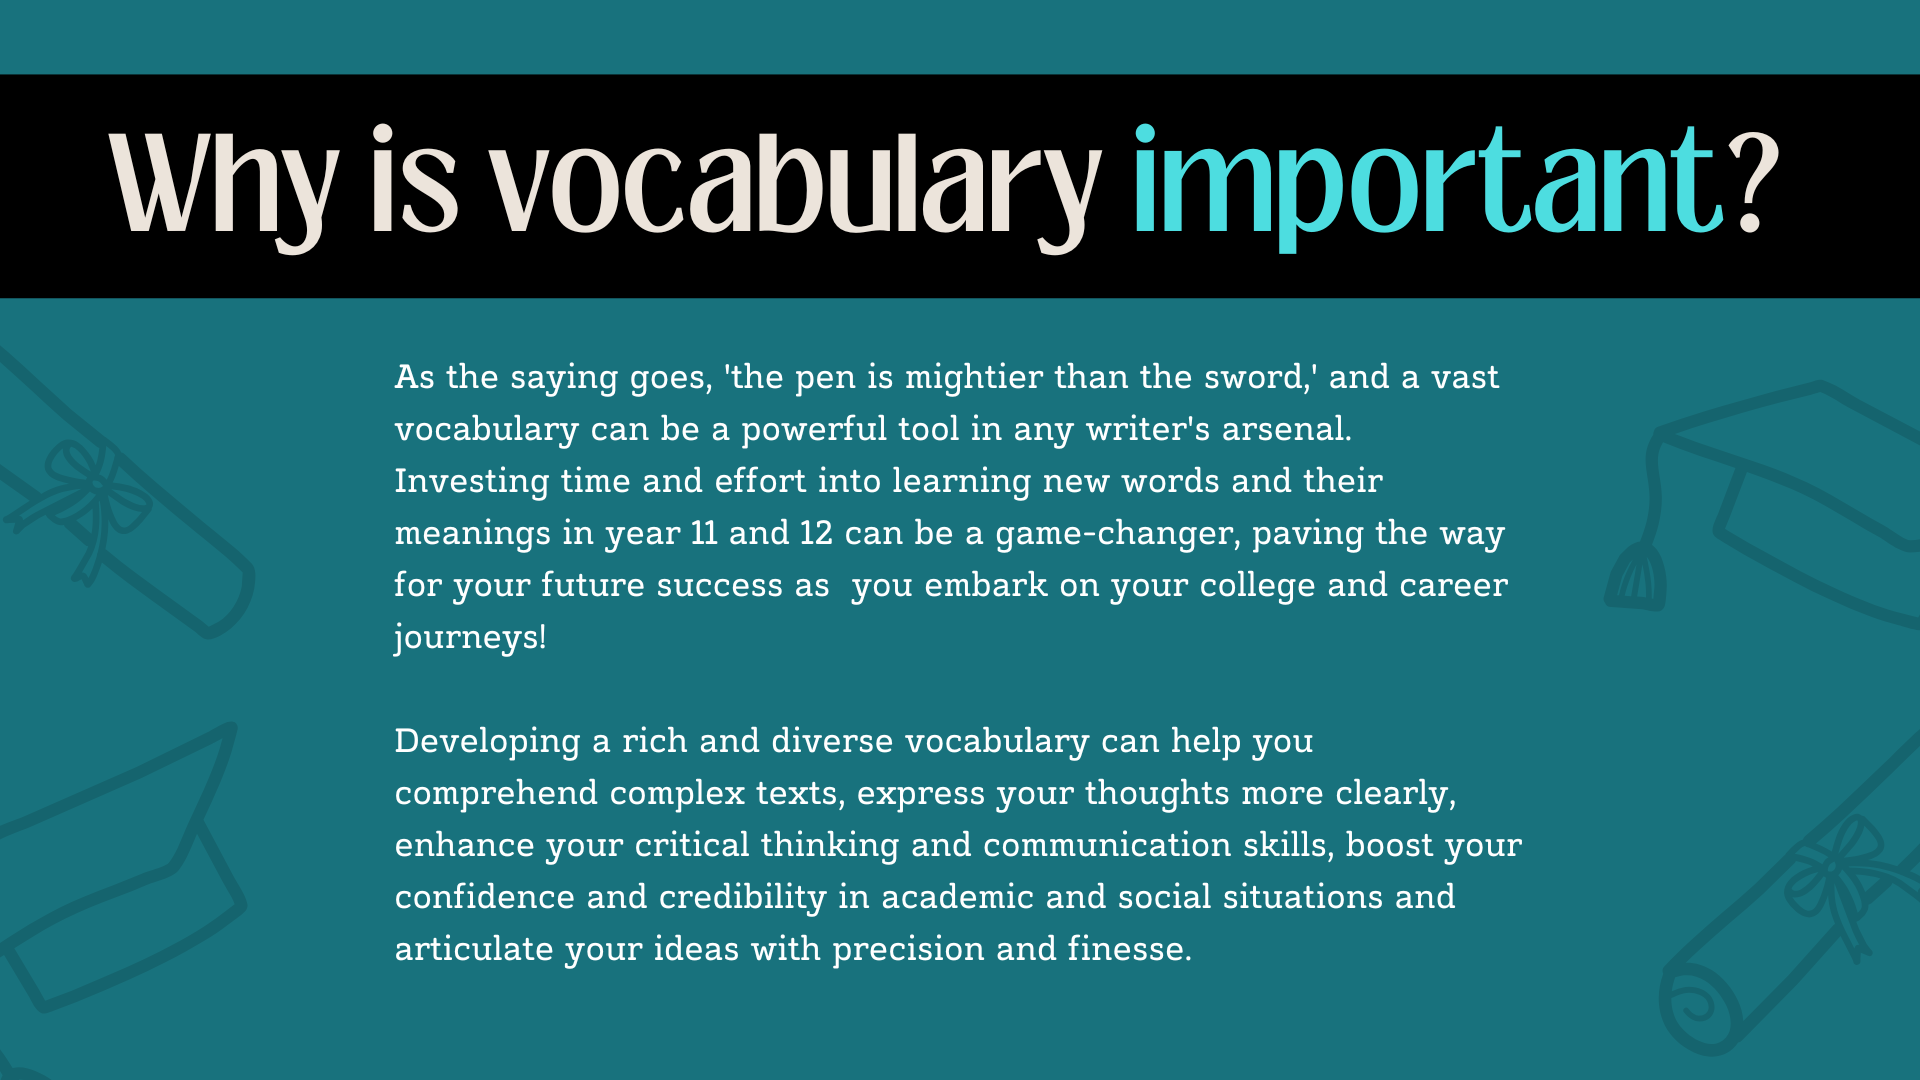 Why is vocabulary important?
As the saying goes, 'the pen is mightier than the sword,' and a vast
vocabulary can be a powerful tool in any writer's arsenal.
Investing time and effort into learning new words and their
meanings in year 11 and 12 can be a game-changer, paving the way
for your future success as  you embark on your college and career
journeys!
Developing a rich and diverse vocabulary can help you
comprehend complex texts, express your thoughts more clearly,
enhance your critical thinking and communication skills, boost your
confidence and credibility in academic and social situations and
articulate your ideas with precision and finesse.